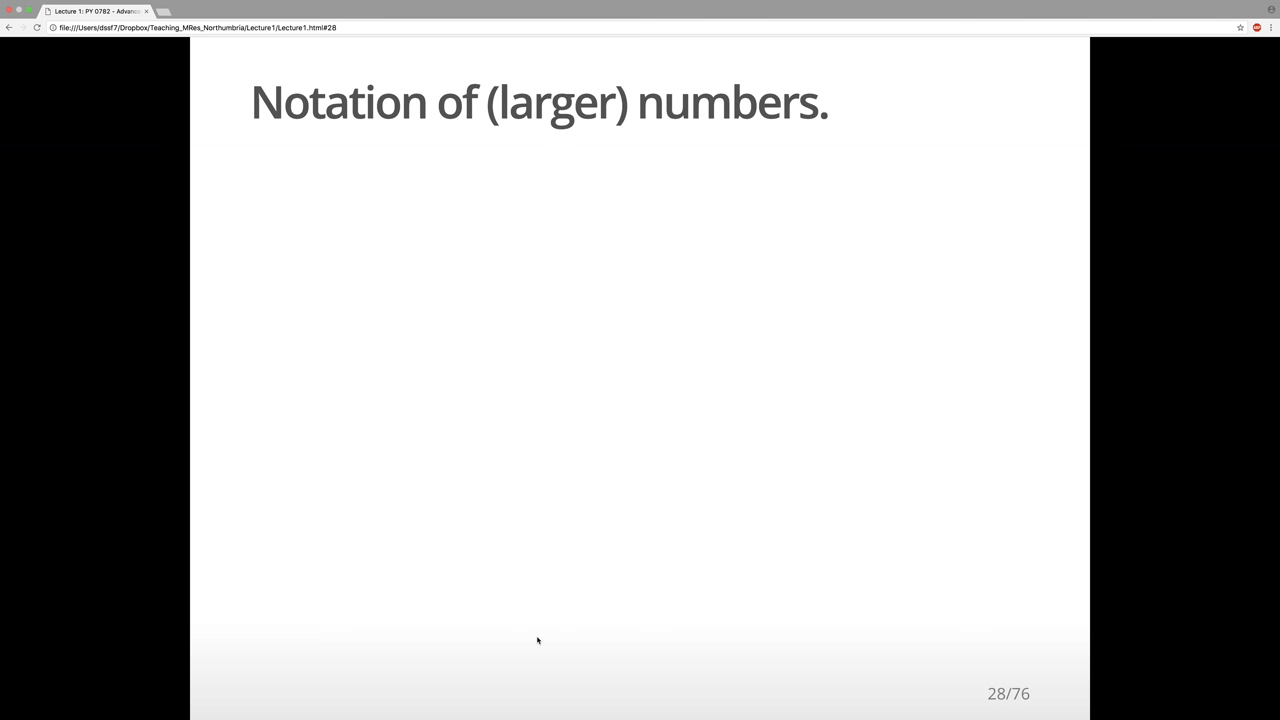 Lecture 1: PY 0782 - Advanc
file:///Users/dssf7/Dropbox/Teaching_MRes_Northumbria/Lecture1/Lecture1.html#28
Notation of (larger) numbers.
28/76